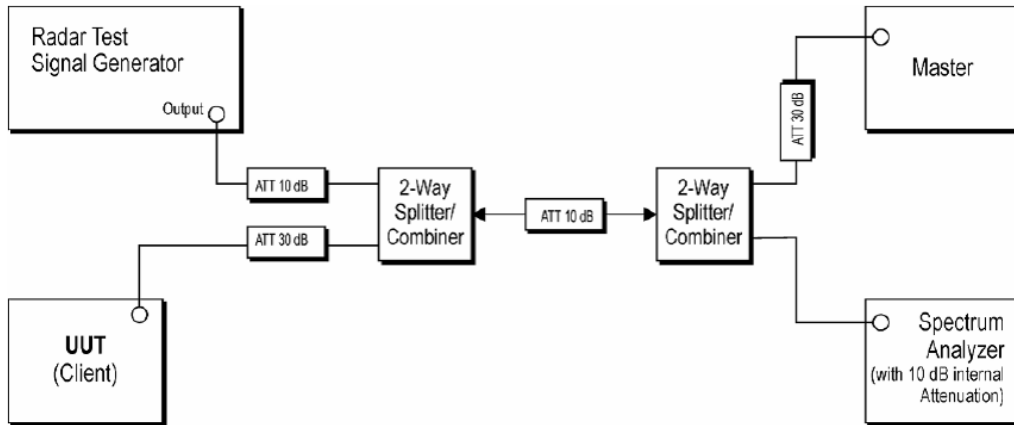 Radar Test
Signal Generator
Output
Master
ATT 30 dB
ATT 10 dB
2-Way
Splitter/
Combiner
ATT 10 dB
2-Way
Splitter/
Combiner
ATT 30 dB
UUT
(Client)
Spectrum
Analyzer
(with 10 dB internal
Attenuation)